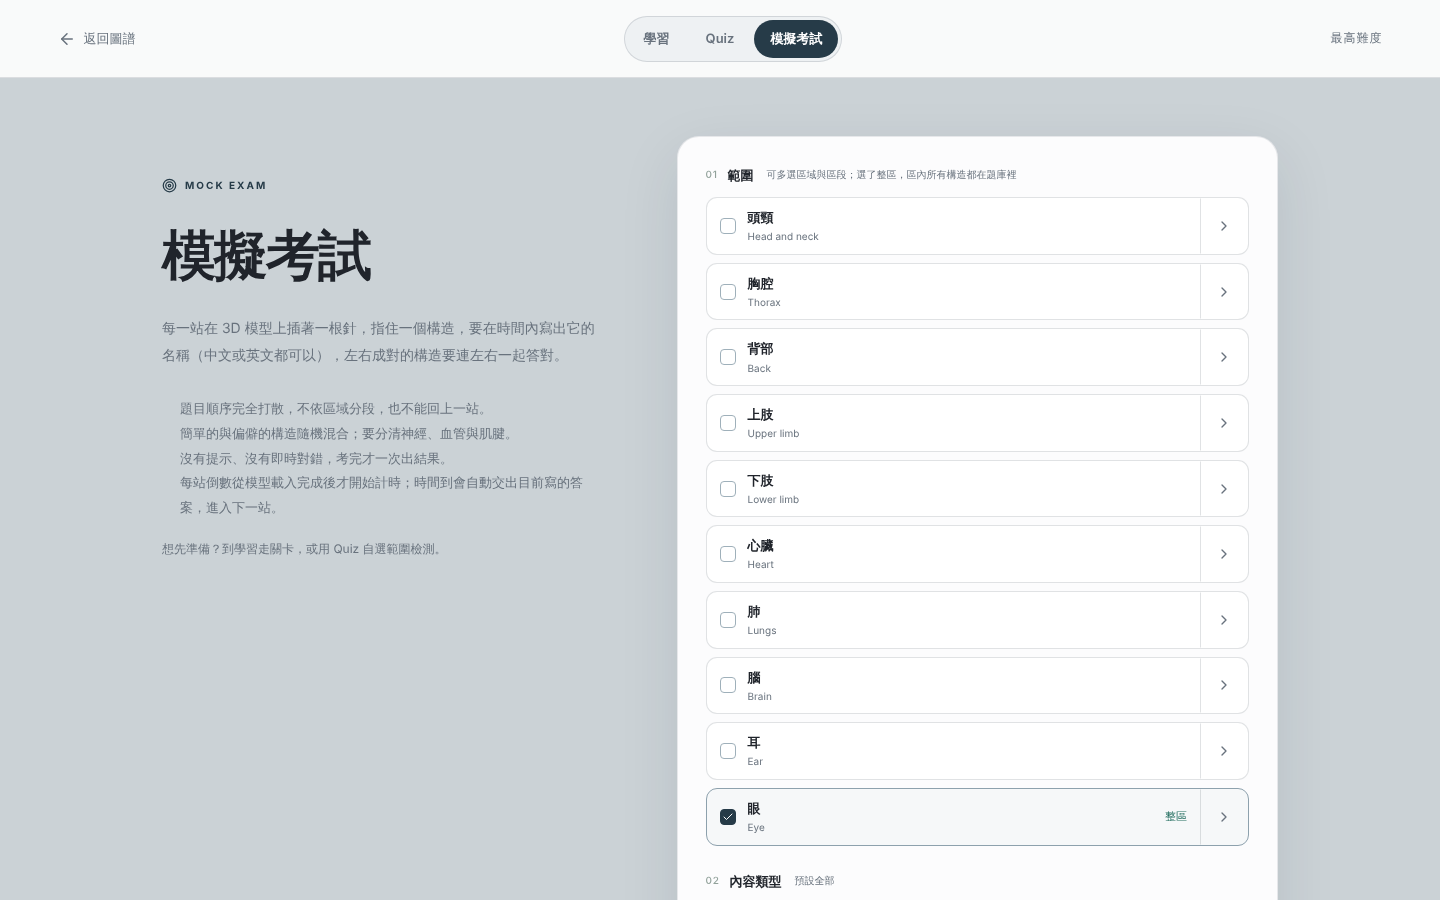 返回圖譜
學習
Quiz
模擬考試
最高難度
MOCK EXAM
模擬考試
每一站在 3D 模型上插著一根針，指住一個構造，要在時間內寫出它的
名稱（中文或英文都可以），左右成對的構造要連左右一起答對。
題目順序完全打散，不依區域分段，也不能回上一站。
簡單的與偏僻的構造隨機混合；要分清神經、血管與肌腱。
沒有提示、沒有即時對錯，考完才一次出結果。
每站倒數從模型載入完成後才開始計時；時間到會自動交出目前寫的答
案，進入下一站。
想先準備？到學習走關卡，或用 Quiz 自選範圍檢測。
01 範圍 可多選區域與區段；選了整區，區內所有構造都在題庫裡
頭頸
Head and neck
胸腔
Thorax
背部
Back
上肢
Upper limb
下肢
Lower limb
心臟
Heart
肺
Lungs
腦
Brain
耳
Ear
眼
Eye
整區
02 內容類型 預設全部